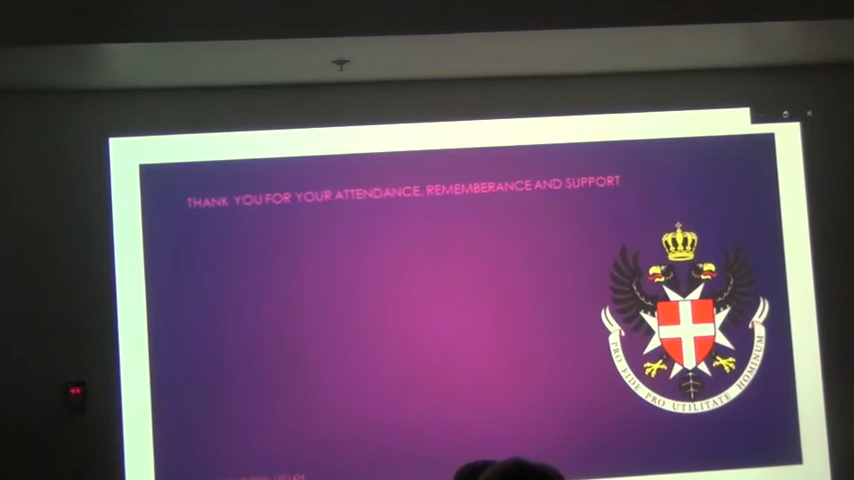 THANK YOU FOR YOUR ATTENDANCE, REMEMBERANCE AND SUPPORT
PRO FIDE PRO UTILITATE HOMINUM